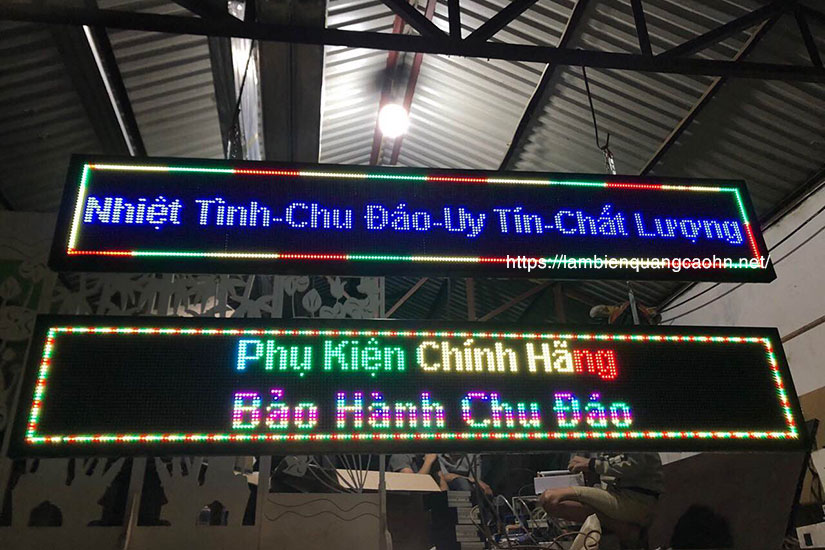 Nhiệt Tình-Chu Đáo-Uy Tín-Chất Lượng
https://lambienquangcaohn.net/
Phụ Kiện Chính Hãng
Bảo Hành Chu Đáo